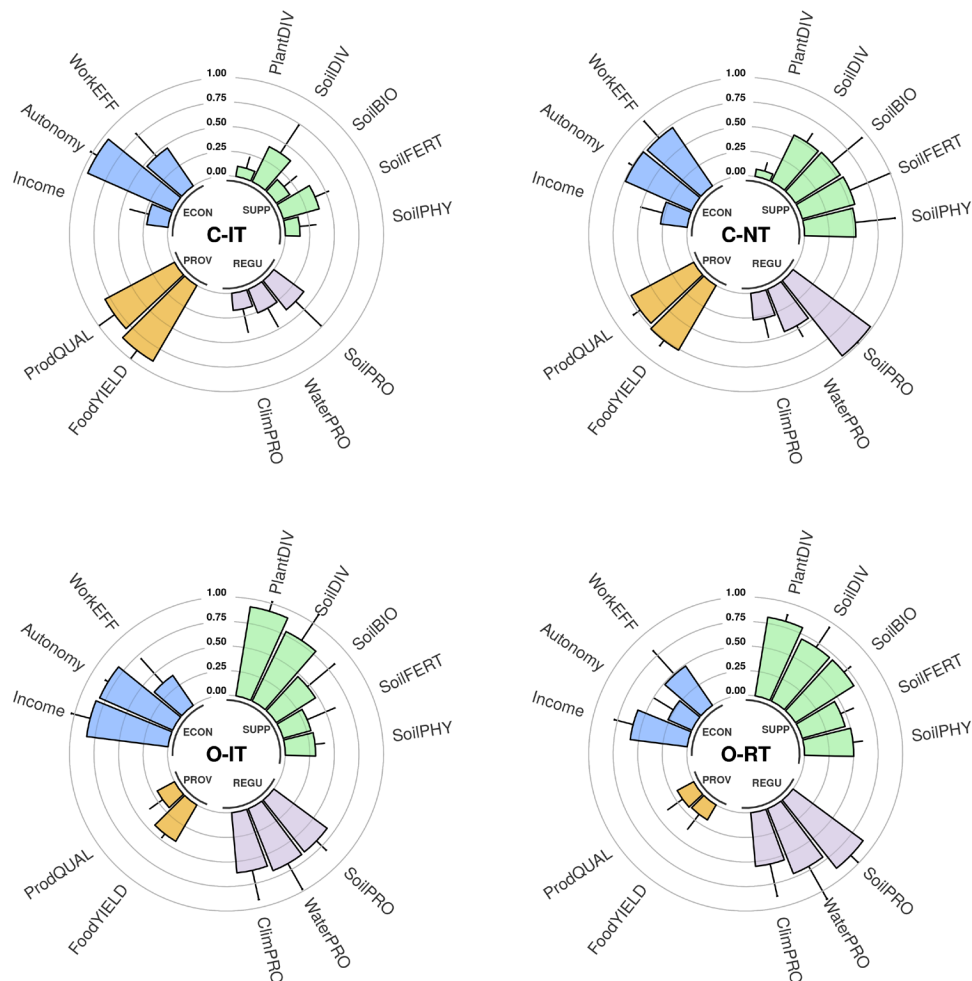 PlantDIV
SoilDIV
SoilBIO
SoilFERT
SoilPHY
SoilPRO
WaterPRO
ClimPRO
FoodYIELD
ProdQUAL
Income
Autonomy
WorkEFF
1.00
0.75
0.50
0.25
0.00
ECON
SUPP
C-IT
PROV
REGU
PlantDIV
SoilDIV
SoilBIO
SoilFERT
SoilPHY
SoilPRO
WaterPRO
ClimPRO
FoodYIELD
ProdQUAL
Income
Autonomy
WorkEFF
1.00
0.75
0.50
0.25
0.00
ECON
SUPP
C-NT
PROV
REGU
PlantDIV
SoilDIV
SoilBIO
SoilFERT
SoilPHY
SoilPRO
WaterPRO
ClimPRO
FoodYIELD
ProdQUAL
Income
Autonomy
WorkEFF
1.00
0.75
0.50
0.25
0.00
ECON
SUPP
O-IT
PROV
REGU
PlantDIV
SoilDIV
SoilBIO
SoilFERT
SoilPHY
SoilPRO
WaterPRO
ClimPRO
FoodYIELD
ProdQUAL
Income
Autonomy
WorkEFF
1.00
0.75
0.50
0.25
0.00
ECON
SUPP
O-RT
PROV
REGU